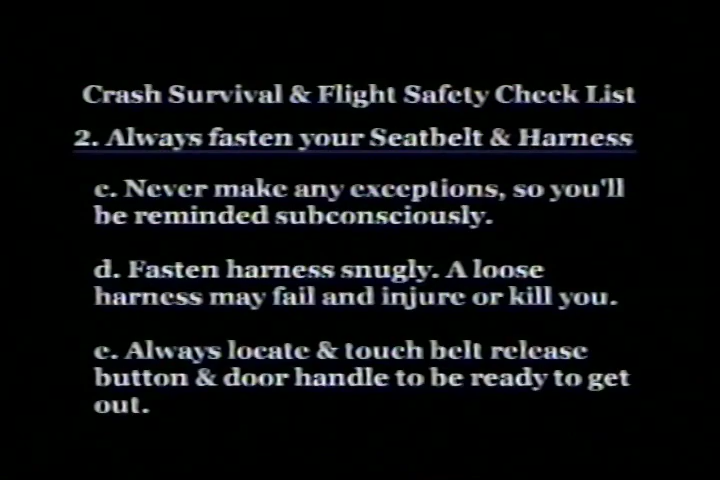 Crash Survival & Flight Safety Check List
2. Always fasten your Seatbelt & Harness
c. Never make any exceptions, so you'll
be reminded subconsciously.
d. Fasten harness snugly. A loose
harness may fail and injure or kill you.
e. Always locate & touch belt release
button & door handle to be ready to get
out.